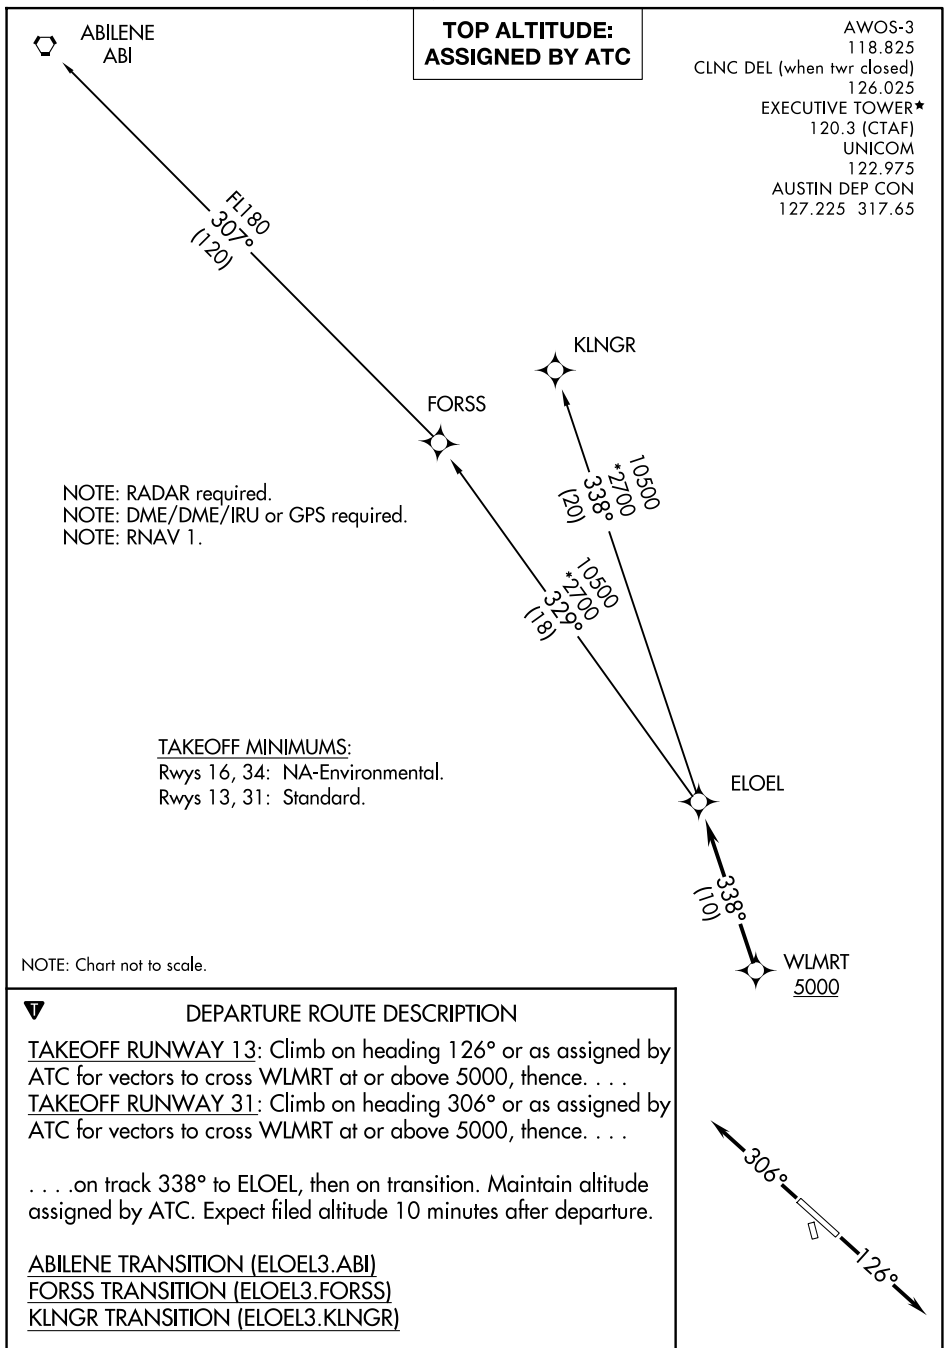 ABILENE
ABI
TOP ALTITUDE:
ASSIGNED BY ATC
AWOS-3
118.825
CLNC DEL (when twr closed)
126.025
EXECUTIVE TOWER★
120.3 (CTAF)
UNICOM
122.975
AUSTIN DEP CON
127.225 317.65
FL180
307°
(120)
KLNGR
FORSS
10500
*2700
338°
(20)
NOTE: RADAR required.
NOTE: DME/DME/IRU or GPS required.
NOTE: RNAV 1.
10500
*2700
329°
(18)
TAKEOFF MINIMUMS:
Rwys 16, 34: NA-Environmental.
Rwys 13, 31: Standard.
ELOEL
338°
(10)
NOTE: Chart not to scale.
WLMRT
5000
T
DEPARTURE ROUTE DESCRIPTION
TAKEOFF RUNWAY 13: Climb on heading 126° or as assigned by
ATC for vectors to cross WLMRT at or above 5000, thence. . . .
TAKEOFF RUNWAY 31: Climb on heading 306° or as assigned by
ATC for vectors to cross WLMRT at or above 5000, thence. . . .
. . . .on track 338° to ELOEL, then on transition. Maintain altitude
assigned by ATC. Expect filed altitude 10 minutes after departure.
ABILENE TRANSITION (ELOEL3.ABI)
FORSS TRANSITION (ELOEL3.FORSS)
KLNGR TRANSITION (ELOEL3.KLNGR)
306°
126°